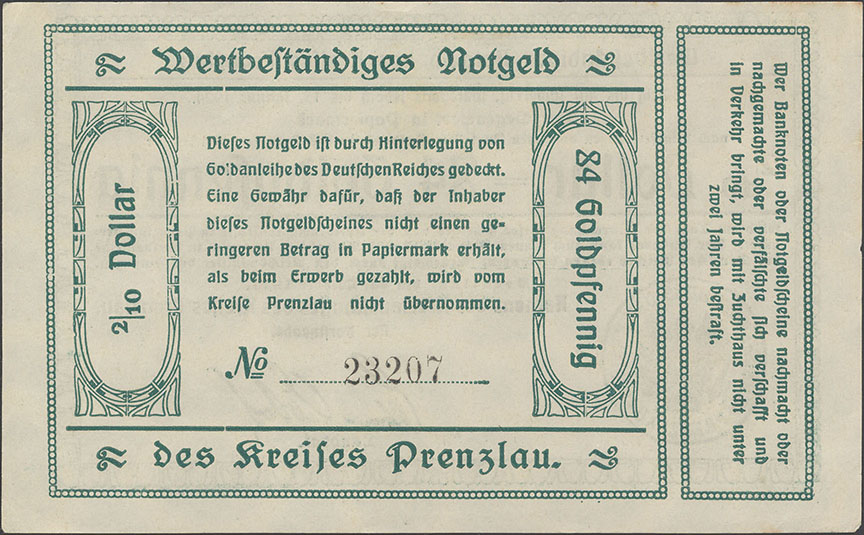 Wertbeständiges Notgeld
2/10 Dollar
Dieses Notgeld ist durch Hinterlegung von
Goldanleihe des Deutschen Reiches gedeckt.
Eine Gewähr dafür, daß der Inhaber
dieses Notgeldscheines nicht einen ge-
ringeren Betrag in Papiermark erhält,
als beim Erwerb gezahlt, wird vom
Kreise Prenzlau nicht übernommen.
No 23207
84 Goldpfennig
des Kreises Prenzlau.
Wer Banknoten oder Notgeldscheine nachmacht oder
nachgemachte oder verfälschte sich verschafft und
in Verkehr bringt, wird mit Zuchthaus nicht unter
zwei Jahren bestraft.